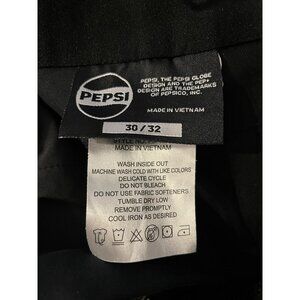 PEPSI
PEPSI, THE PEPSI GLOBE
DESIGN AND THE PEP+
DESIGN ARE TRADEMARKS
OF PEPSICO, INC.
MADE IN VIETNAM
30 / 32
STYLE NO
MADE IN VIETNAM
WASH INSIDE OUT
MACHINE WASH COLD WITH LIKE COLORS
DELICATE CYCLE
DO NOT BLEACH
DO NOT USE FABRIC SOFTENERS
TUMBLE DRY LOW
REMOVE PROMPTLY
COOL IRON AS DESIRED